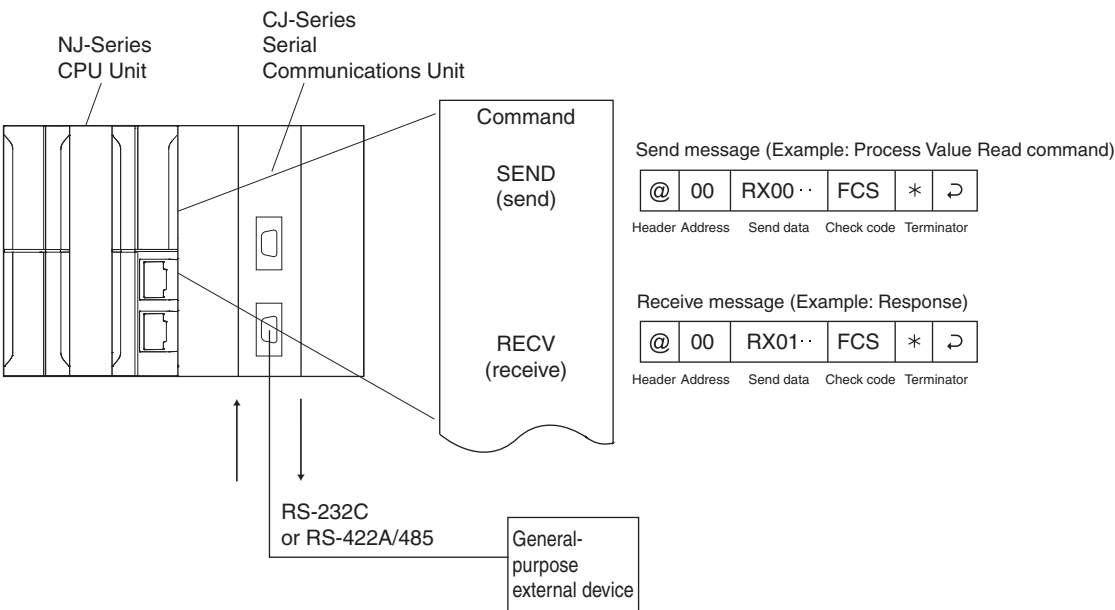 NJ-Series
CPU Unit
CJ-Series
Serial
Communications Unit
Command
SEND
(send)
RECV
(receive)
Send message (Example: Process Value Read command)
@ 00 RX00·· FCS * ⊋
Header Address Send data Check code Terminator
Receive message (Example: Response)
@ 00 RX01·· FCS * ⊋
Header Address Send data Check code Terminator
RS-232C
or RS-422A/485
General-
purpose
external device